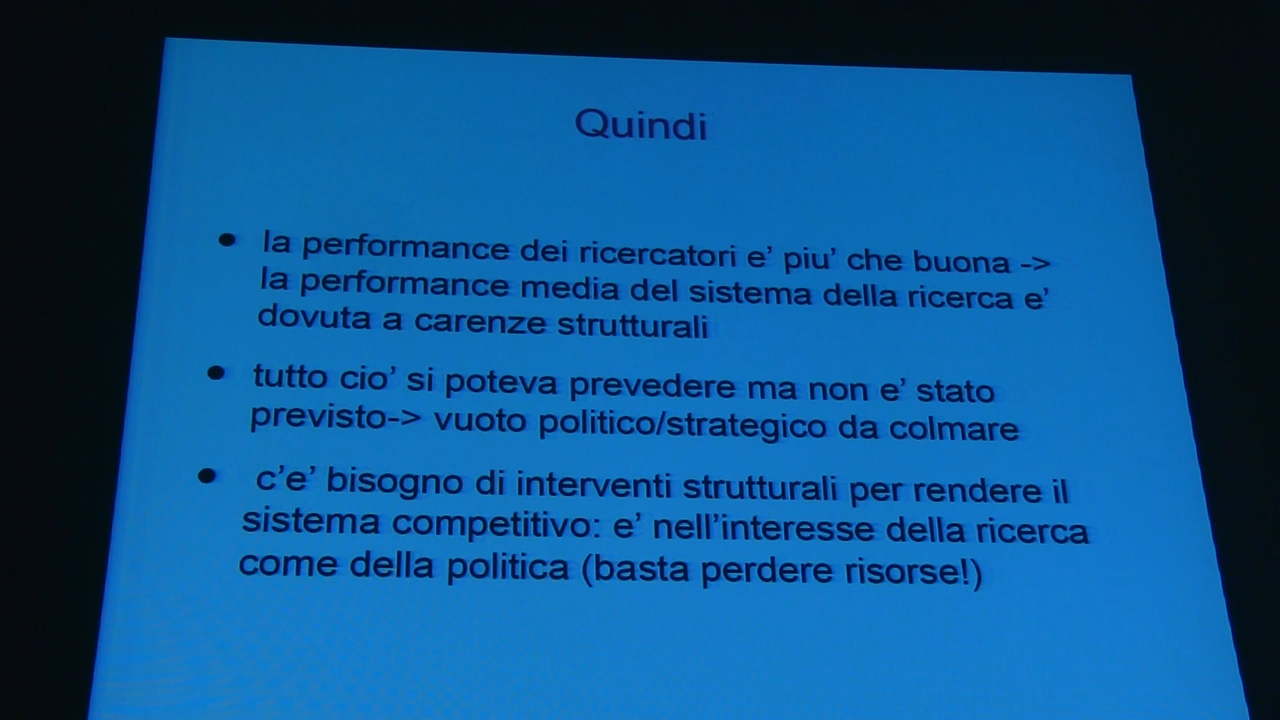 Quindi
• la performance dei ricercatori e’ piu’ che buona ->
la performance media del sistema della ricerca e’
dovuta a carenze strutturali
• tutto cio’ si poteva prevedere ma non e’ stato
previsto-> vuoto politico/strategico da colmare
• c’e’ bisogno di interventi strutturali per rendere il
sistema competitivo: e’ nell’interesse della ricerca
come della politica (basta perdere risorse!)